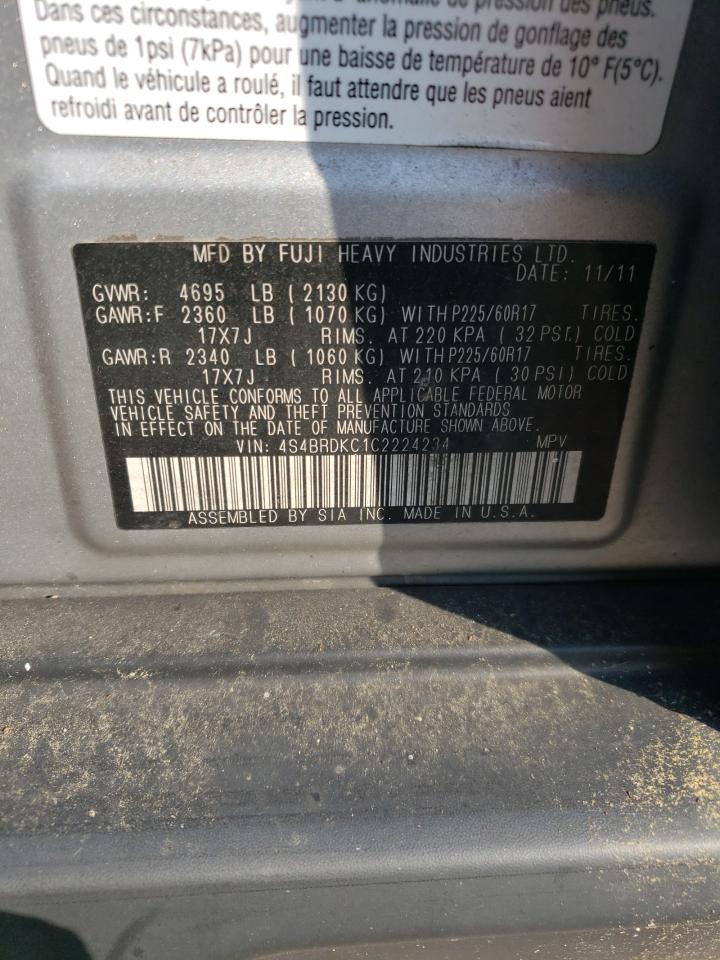 de pression des pneus.
Dans ces circonstances, augmenter la pression de gonflage des
pneus de 1psi (7kPa) pour une baisse de température de 10° F(5°C).
Quand le véhicule a roulé, il faut attendre que les pneus aient
refroidi avant de contrôler la pression.
MFD BY FUJI HEAVY INDUSTRIES LTD.
DATE: 11/11
GVWR: 4695 LB ( 2130 KG)
GAWR:F 2360 LB ( 1070 KG) WITH P225/60R17 TIRES.
17X7J RIMS. AT 220 KPA ( 32 PSI.) COLD
GAWR:R 2340 LB ( 1060 KG) WITH P225/60R17 TIRES.
17X7J RIMS. AT 210 KPA ( 30 PSI) COLD
THIS VEHICLE CONFORMS TO ALL APPLICABLE FEDERAL MOTOR
VEHICLE SAFETY AND THEFT PREVENTION STANDARDS
IN EFFECT ON THE DATE OF MANUFACTURE SHOWN ABOVE.
VIN: 4S4BRDKC1C2224234 MPV
ASSEMBLED BY SIA INC. MADE IN U.S.A.